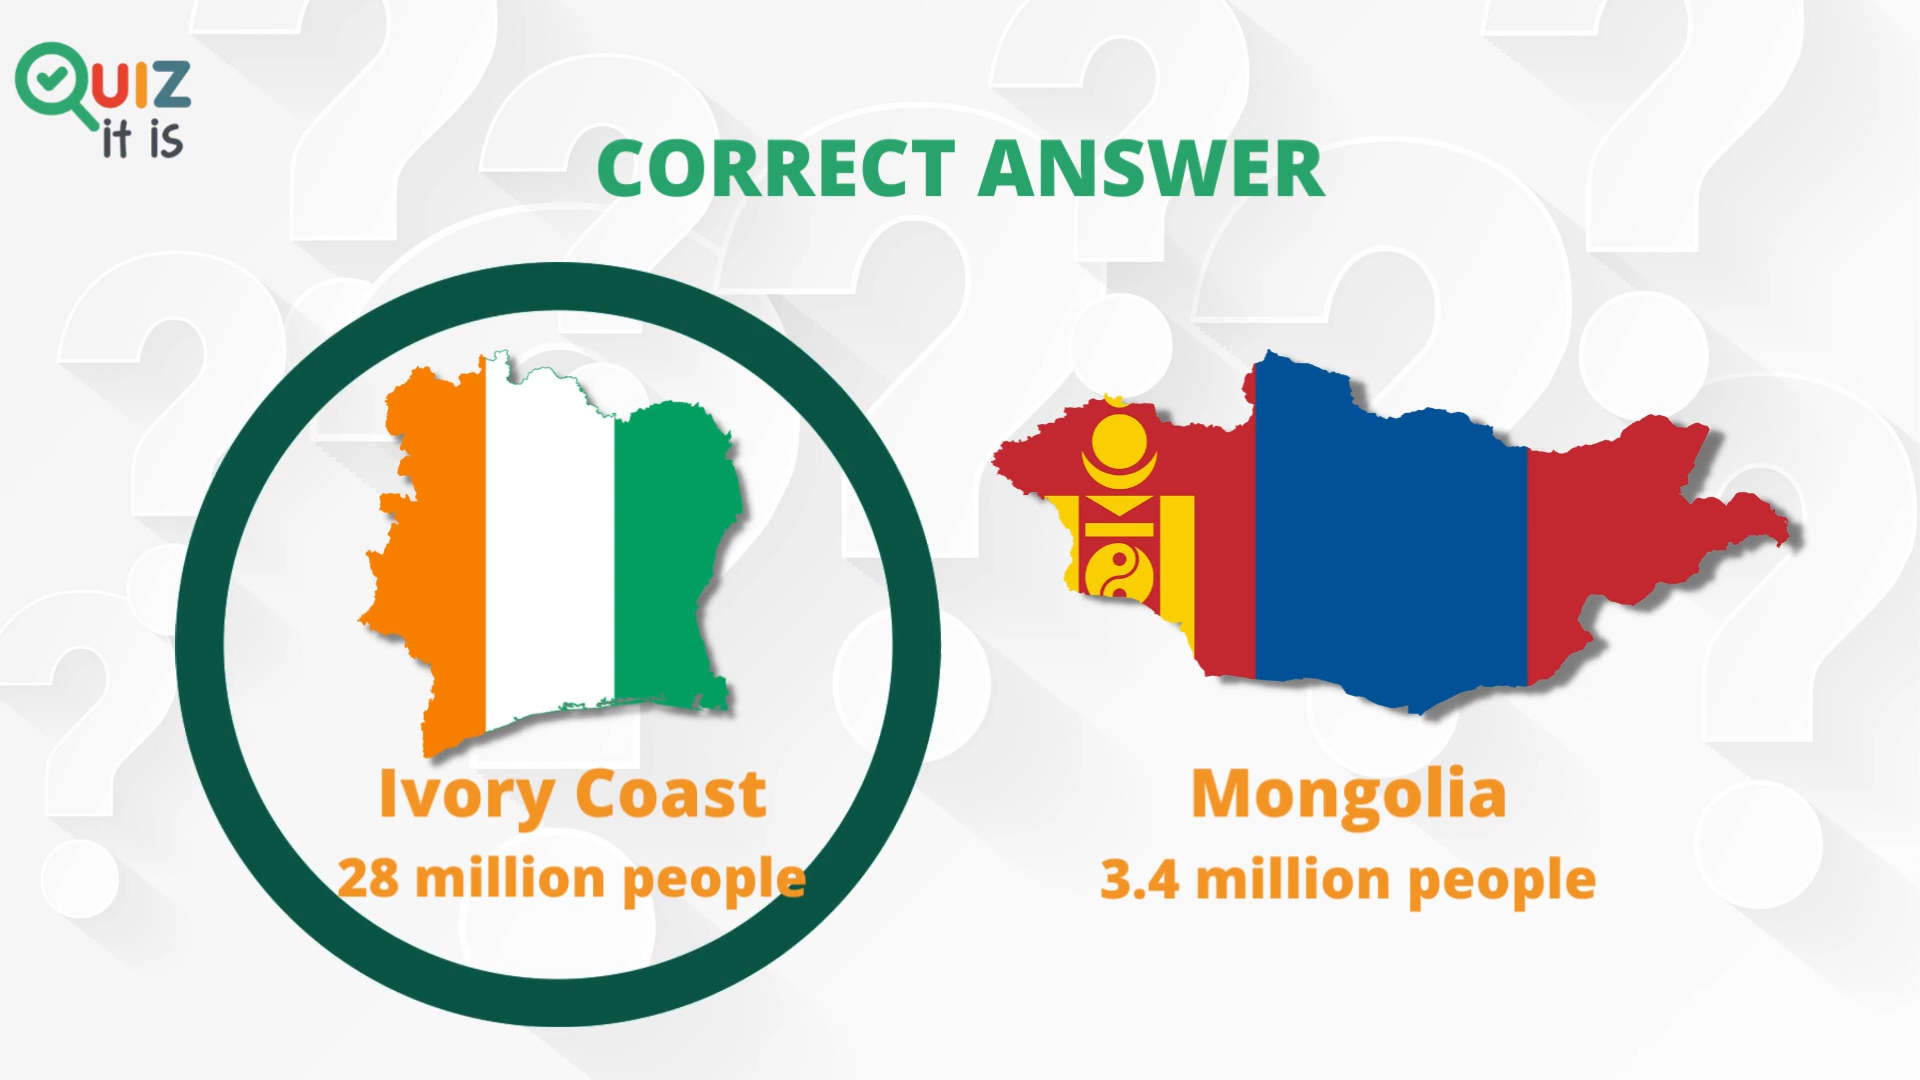 QUIZ
it is
CORRECT ANSWER
Ivory Coast
28 million people
Mongolia
3.4 million people